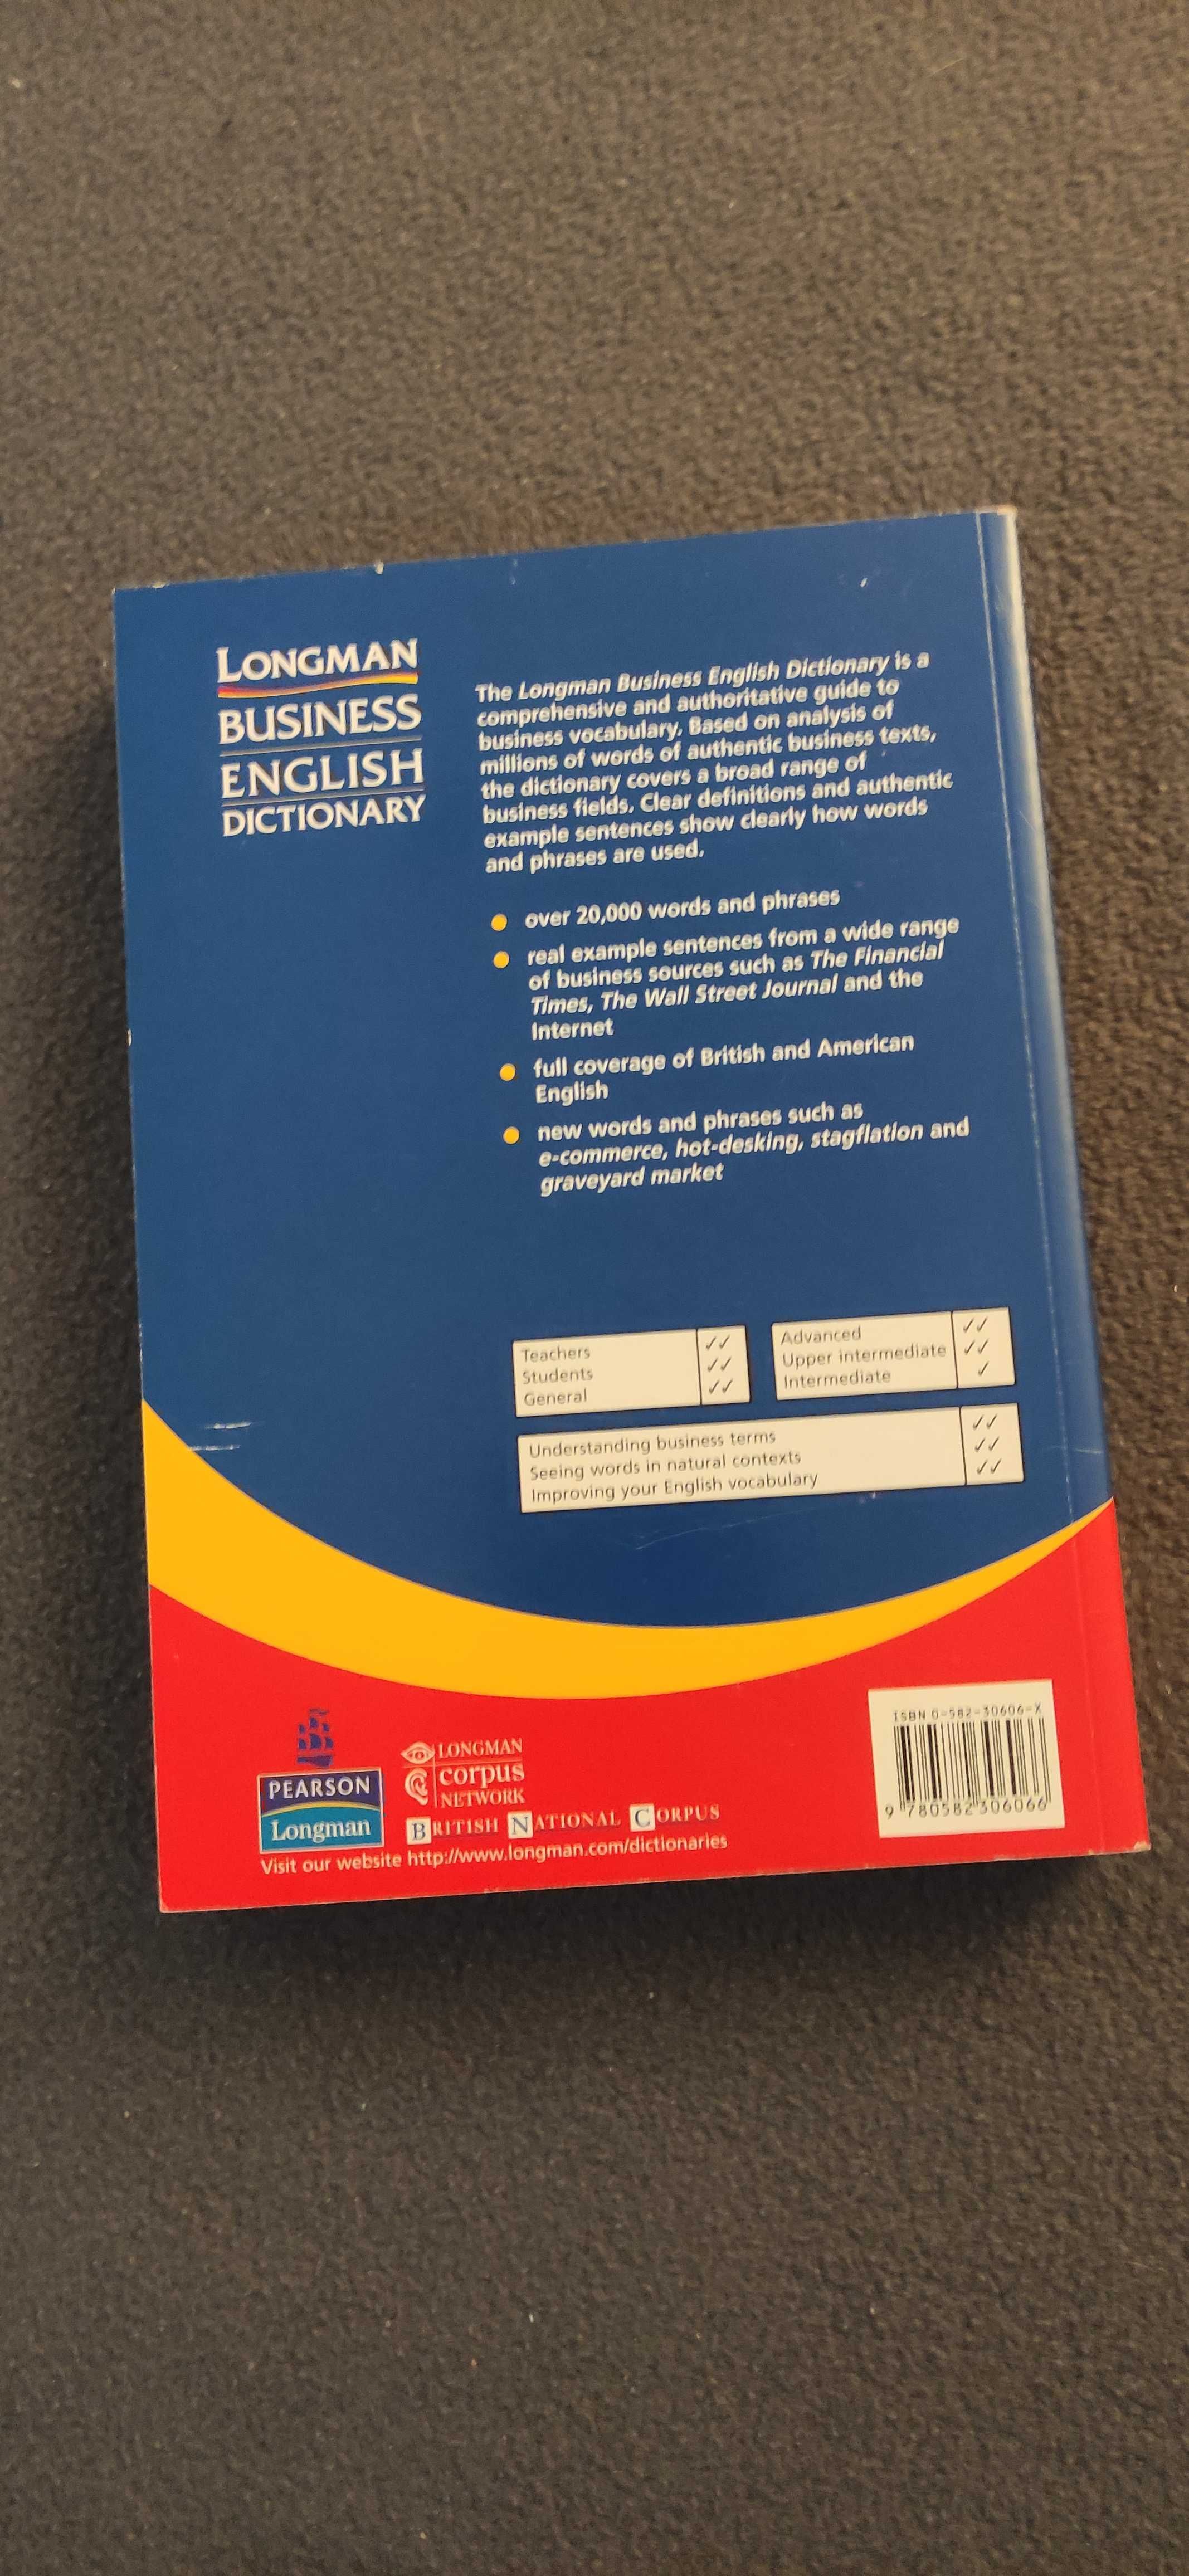 LONGMAN
BUSINESS
ENGLISH
DICTIONARY
The Longman Business English Dictionary is a
comprehensive and authoritative guide to
business vocabulary. Based on analysis of
millions of words of authentic business texts,
the dictionary covers a broad range of
business fields. Clear definitions and authentic
example sentences show clearly how words
and phrases are used.
● over 20,000 words and phrases
● real example sentences from a wide range
of business sources such as The Financial
Times, The Wall Street Journal and the
Internet
● full coverage of British and American
English
● new words and phrases such as
e-commerce, hot-desking, stagflation and
graveyard market
Teachers ✓✓
Students ✓✓
General ✓✓
Advanced ✓✓
Upper intermediate ✓✓
Intermediate ✓
Understanding business terms ✓✓
Seeing words in natural contexts ✓✓
Improving your English vocabulary ✓✓
PEARSON
Longman
LONGMAN
corpus
NETWORK
BRITISH NATIONAL CORPUS
Visit our website http://www.longman.com/dictionaries
ISBN 0-582-30606-X
9 780582 306066